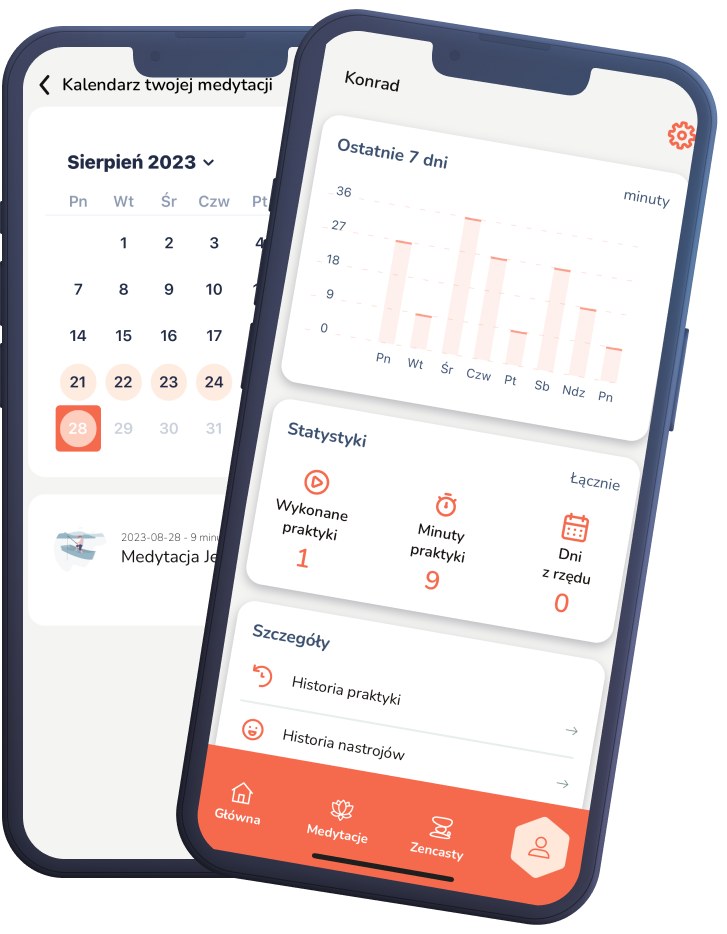 Kalendarz twojej medytacji
Sierpień 2023
Pn Wt Śr Czw Pt
1 2 3 4
7 8 9 10
14 15 16 17
21 22 23 24
28 29 30 31
2023-08-28 - 9 minu
Medytacja Je
Konrad
Ostatnie 7 dni
minuty
36
27
18
9
0
Pn Wt Śr Czw Pt Sb Ndz Pn
Statystyki
Łącznie
Wykonane
praktyki
1
Minuty
praktyki
9
Dni
z rzędu
0
Szczegóły
Historia praktyki
Historia nastrojów
Główna
Medytacje
Zencasty